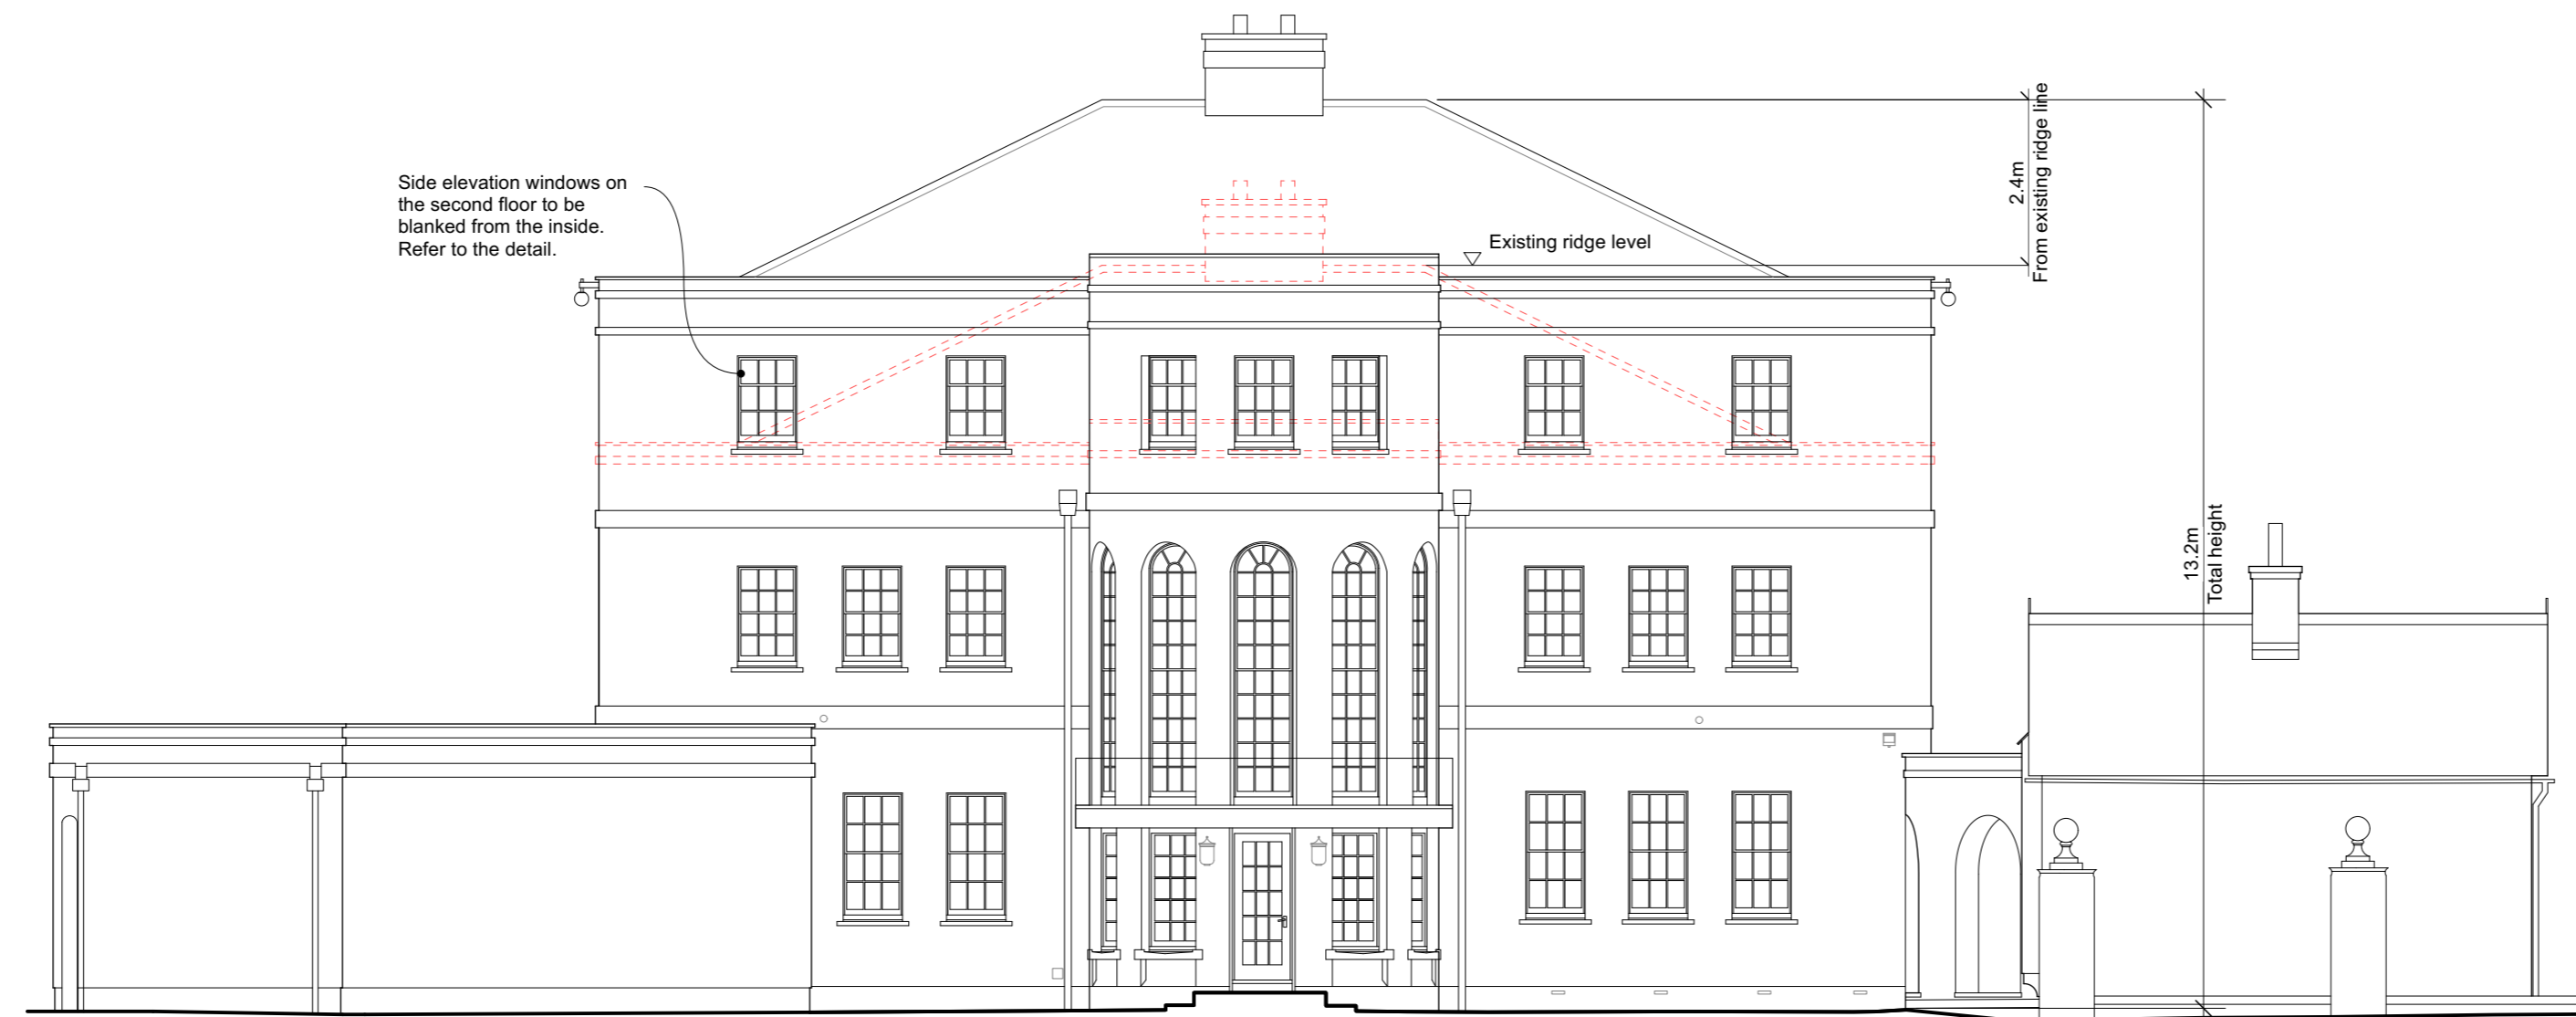 Side elevation windows on
the second floor to be
blanked from the inside.
Refer to the detail.
Existing ridge level
2.4m
From existing ridge line
13.2m
Total height